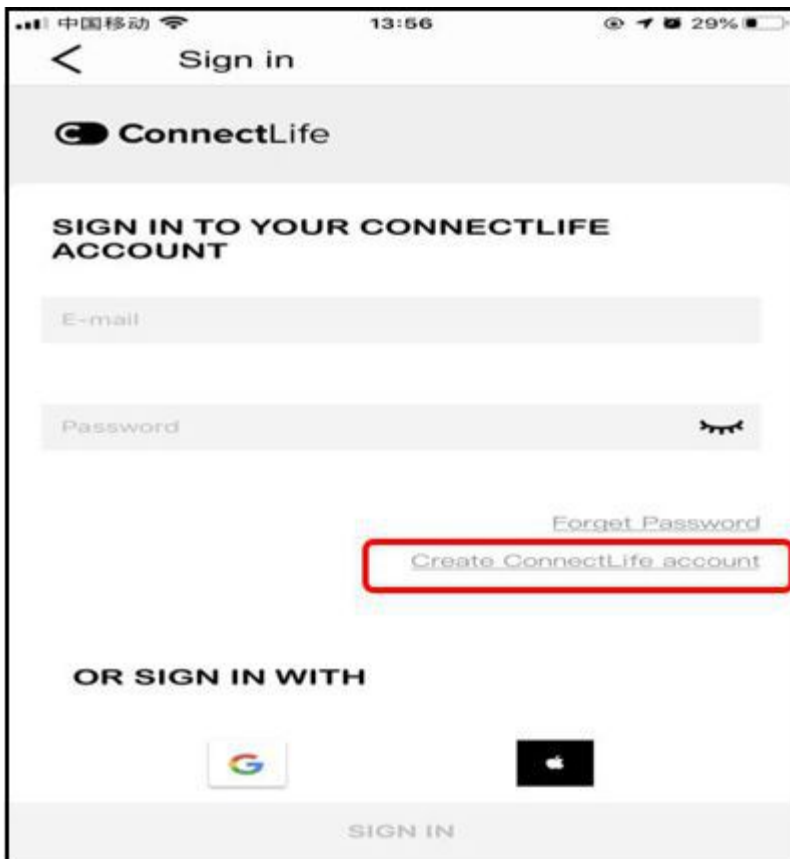 中国移动 13:56 29%
Sign in
ConnectLife
SIGN IN TO YOUR CONNECTLIFE
ACCOUNT
E-mail
Password
Forget Password
Create ConnectLife account
OR SIGN IN WITH
SIGN IN